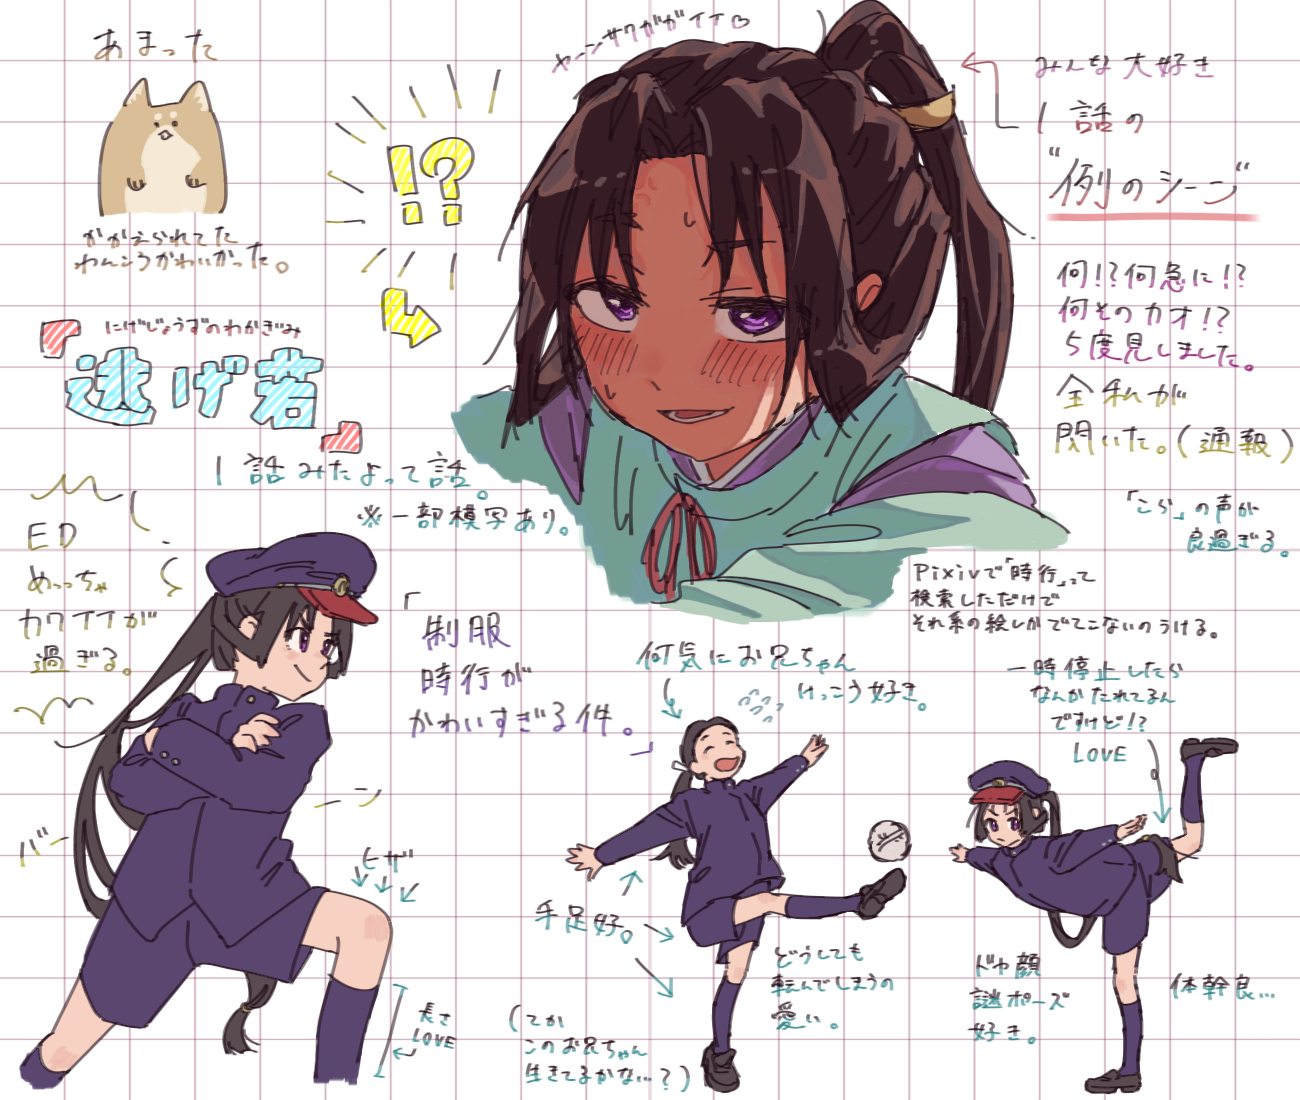 あまった
かかえられてた
わんこうかわいかった。
!?
みんな大好き
1話の
"例のシーン"
何!?何急に!?
何そのカオ!?
5度見しました。
全私が
閃いた。(通報)
「こら」の声が
良過ぎる。
Pixivで「時行」って
検索しただけで
それ系の絵しかでてこないのうける。
『にげじょうずのわかぎみ
逃げ若』
1話みたよって話。
※一部模写あり。
ED
めっちゃ
カワイイが
過ぎる。
「制服
時行が
かわいすぎる件。」
バーーン
ヒザ
長さ
LOVE
何気にお兄ちゃん
けっこう好き。
手足好。
どうしても
転んでしまうの
愛い。
(てか
このお兄ちゃん
生きてるかな…?)
一時停止したら
なんかたれてるん
ですけど!?
LOVE
ドヤ顔
謎ポーズ
好き。
体幹良…